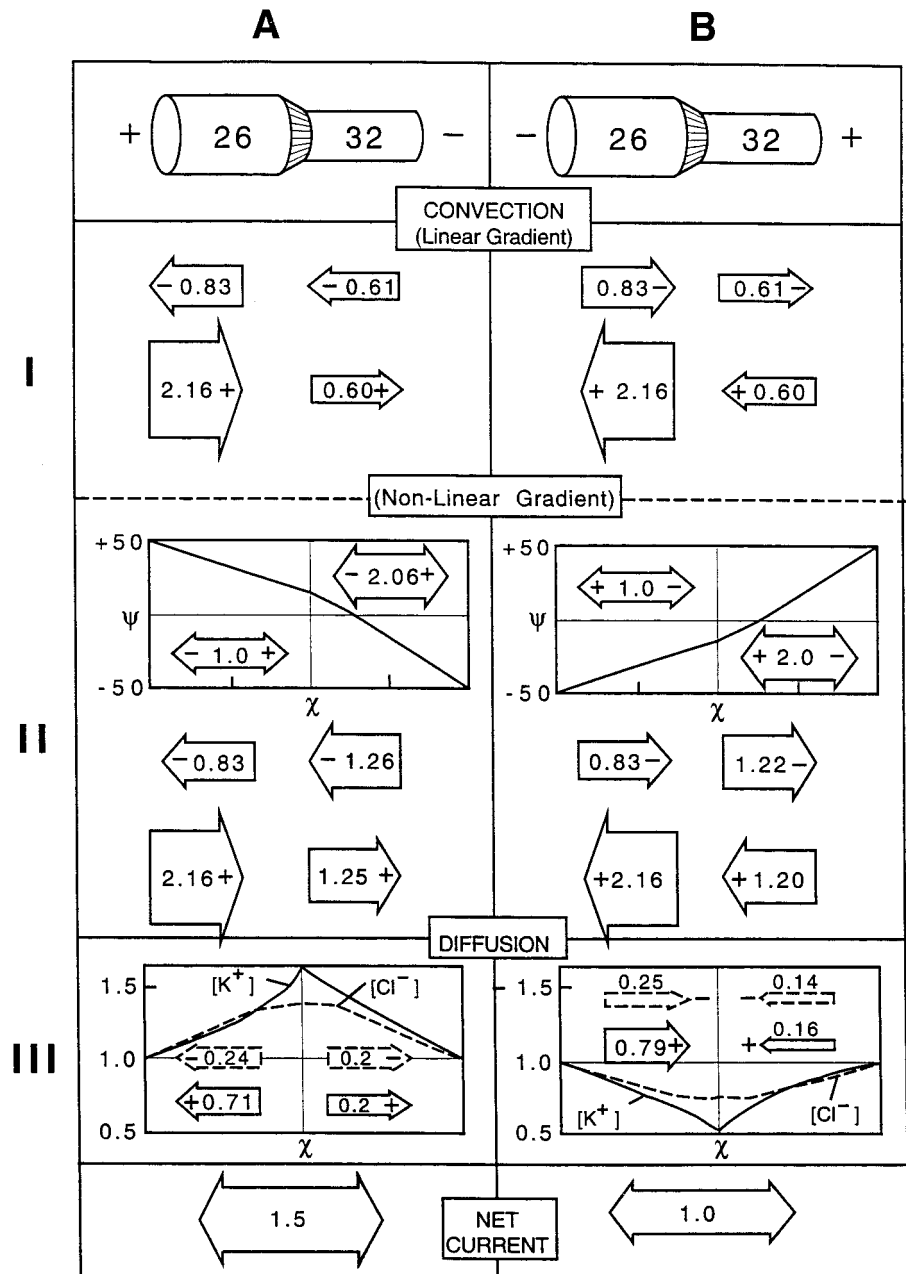 A B
+ 26 32 - - 26 32 +
CONVECTION
(Linear Gradient)
I
- 0.83 - 0.61 0.83 - 0.61 -
2.16 + 0.60+ + 2.16 + 0.60
(Non-Linear Gradient)
II
+50 +50
- 2.06+ + 1.0 -
ψ ψ
- 1.0 + + 2.0 -
-50 -50
χ χ
- 0.83 - 1.26 0.83 - 1.22 -
2.16 + 1.25 + +2.16 + 1.20
DIFFUSION
III
1.5 [K+] [Cl-] 1.5 0.25 - - 0.14
0.79+ + 0.16
1.0 0.24 - 0.2 - 1.0
+0.71 0.2+ [K+] [Cl-]
0.5 0.5
χ χ
1.5 1.0
NET
CURRENT